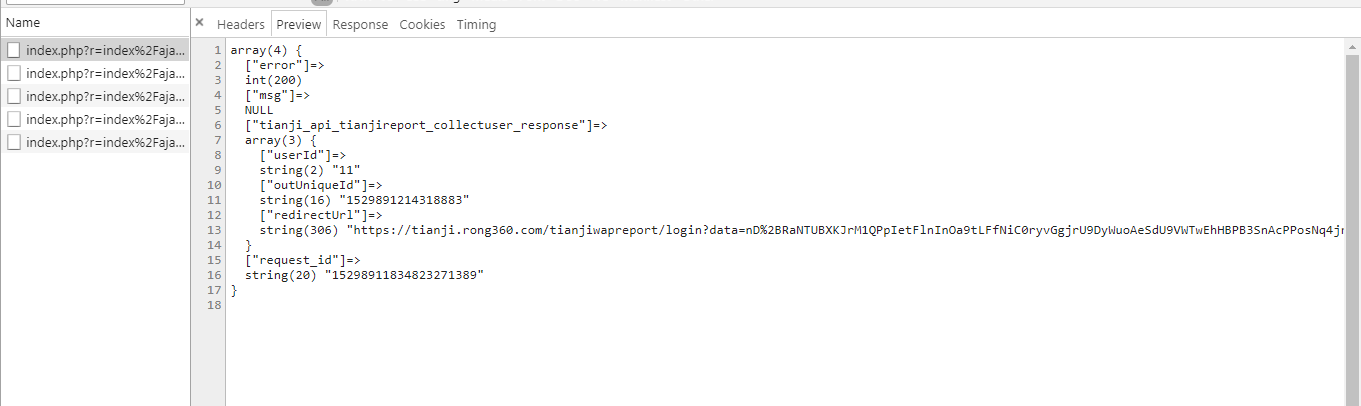 Name
index.php?r=index%2Faja...
index.php?r=index%2Faja...
index.php?r=index%2Faja...
index.php?r=index%2Faja...
index.php?r=index%2Faja...
× Headers Preview Response Cookies Timing
1 array(4) {
2 ["error"]=>
3 int(200)
4 ["msg"]=>
5 NULL
6 ["tianji_api_tianjireport_collectuser_response"]=>
7 array(3) {
8 ["userId"]=>
9 string(2) "11"
10 ["outUniqueId"]=>
11 string(16) "1529891214318883"
12 ["redirectUrl"]=>
13 string(306) "https://tianji.rong360.com/tianjiwapreport/login?data=nD%2BRaNTUBXKJrM1QPpIetFlnInOa9tLFfNiC0ryvGgjrU9DyWuoAeSdU9VWTwEhHBPB3SnAcPPosNq4jr
14 }
15 ["request_id"]=>
16 string(20) "15298911834823271389"
17 }
18